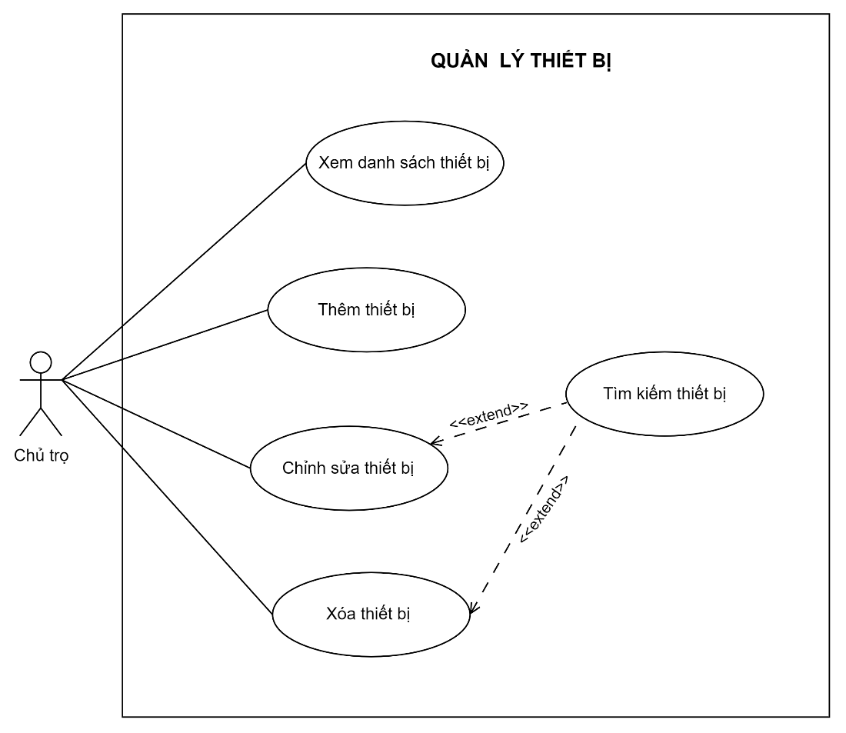 QUẢN LÝ THIẾT BỊ
Xem danh sách thiết bị
Thêm thiết bị
Tìm kiếm thiết bị
<<extend>>
Chỉnh sửa thiết bị
Chủ trọ
<<extend>>
Xóa thiết bị